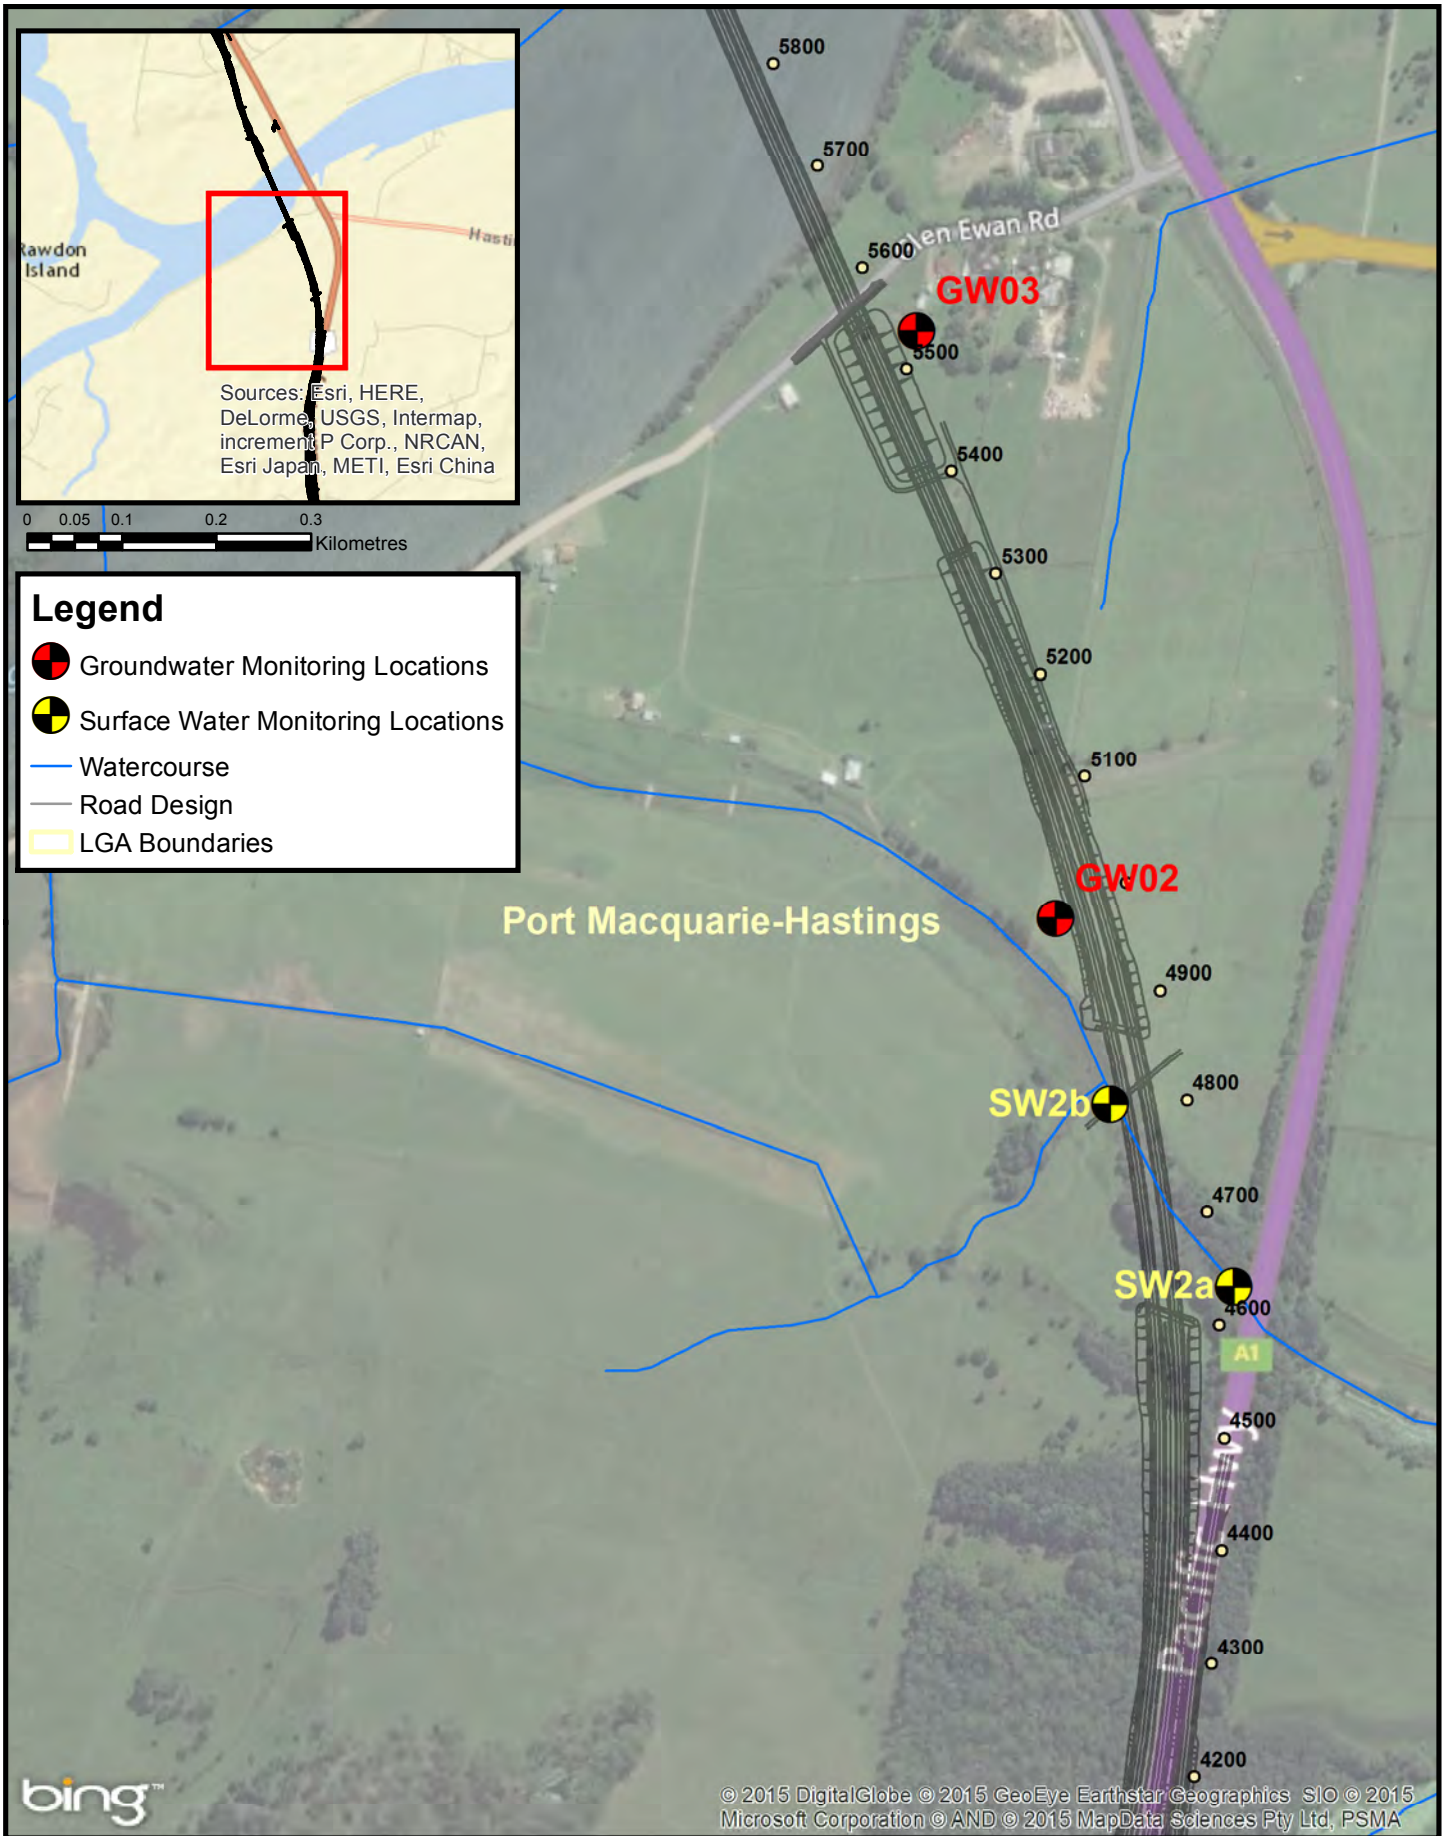 5800
5700
len Ewan Rd
5600
GW03
5500
5400
5300
5200
5100
GW02
4900
4800
4700
4600
4500
4400
4300
4200
Rawdon
Island
Hasti
Sources: Esri, HERE,
DeLorme, USGS, Intermap,
increment P Corp., NRCAN,
Esri Japan, METI, Esri China
0 0.05 0.1 0.2 0.3
Kilometres
Legend
Groundwater Monitoring Locations
Surface Water Monitoring Locations
Watercourse
Road Design
LGA Boundaries
Port Macquarie-Hastings
SW2b
SW2a
A1
Pacific Hwy
bing™
© 2015 DigitalGlobe © 2015 GeoEye Earthstar Geographics SIO © 2015
Microsoft Corporation © AND © 2015 MapData Sciences Pty Ltd, PSMA